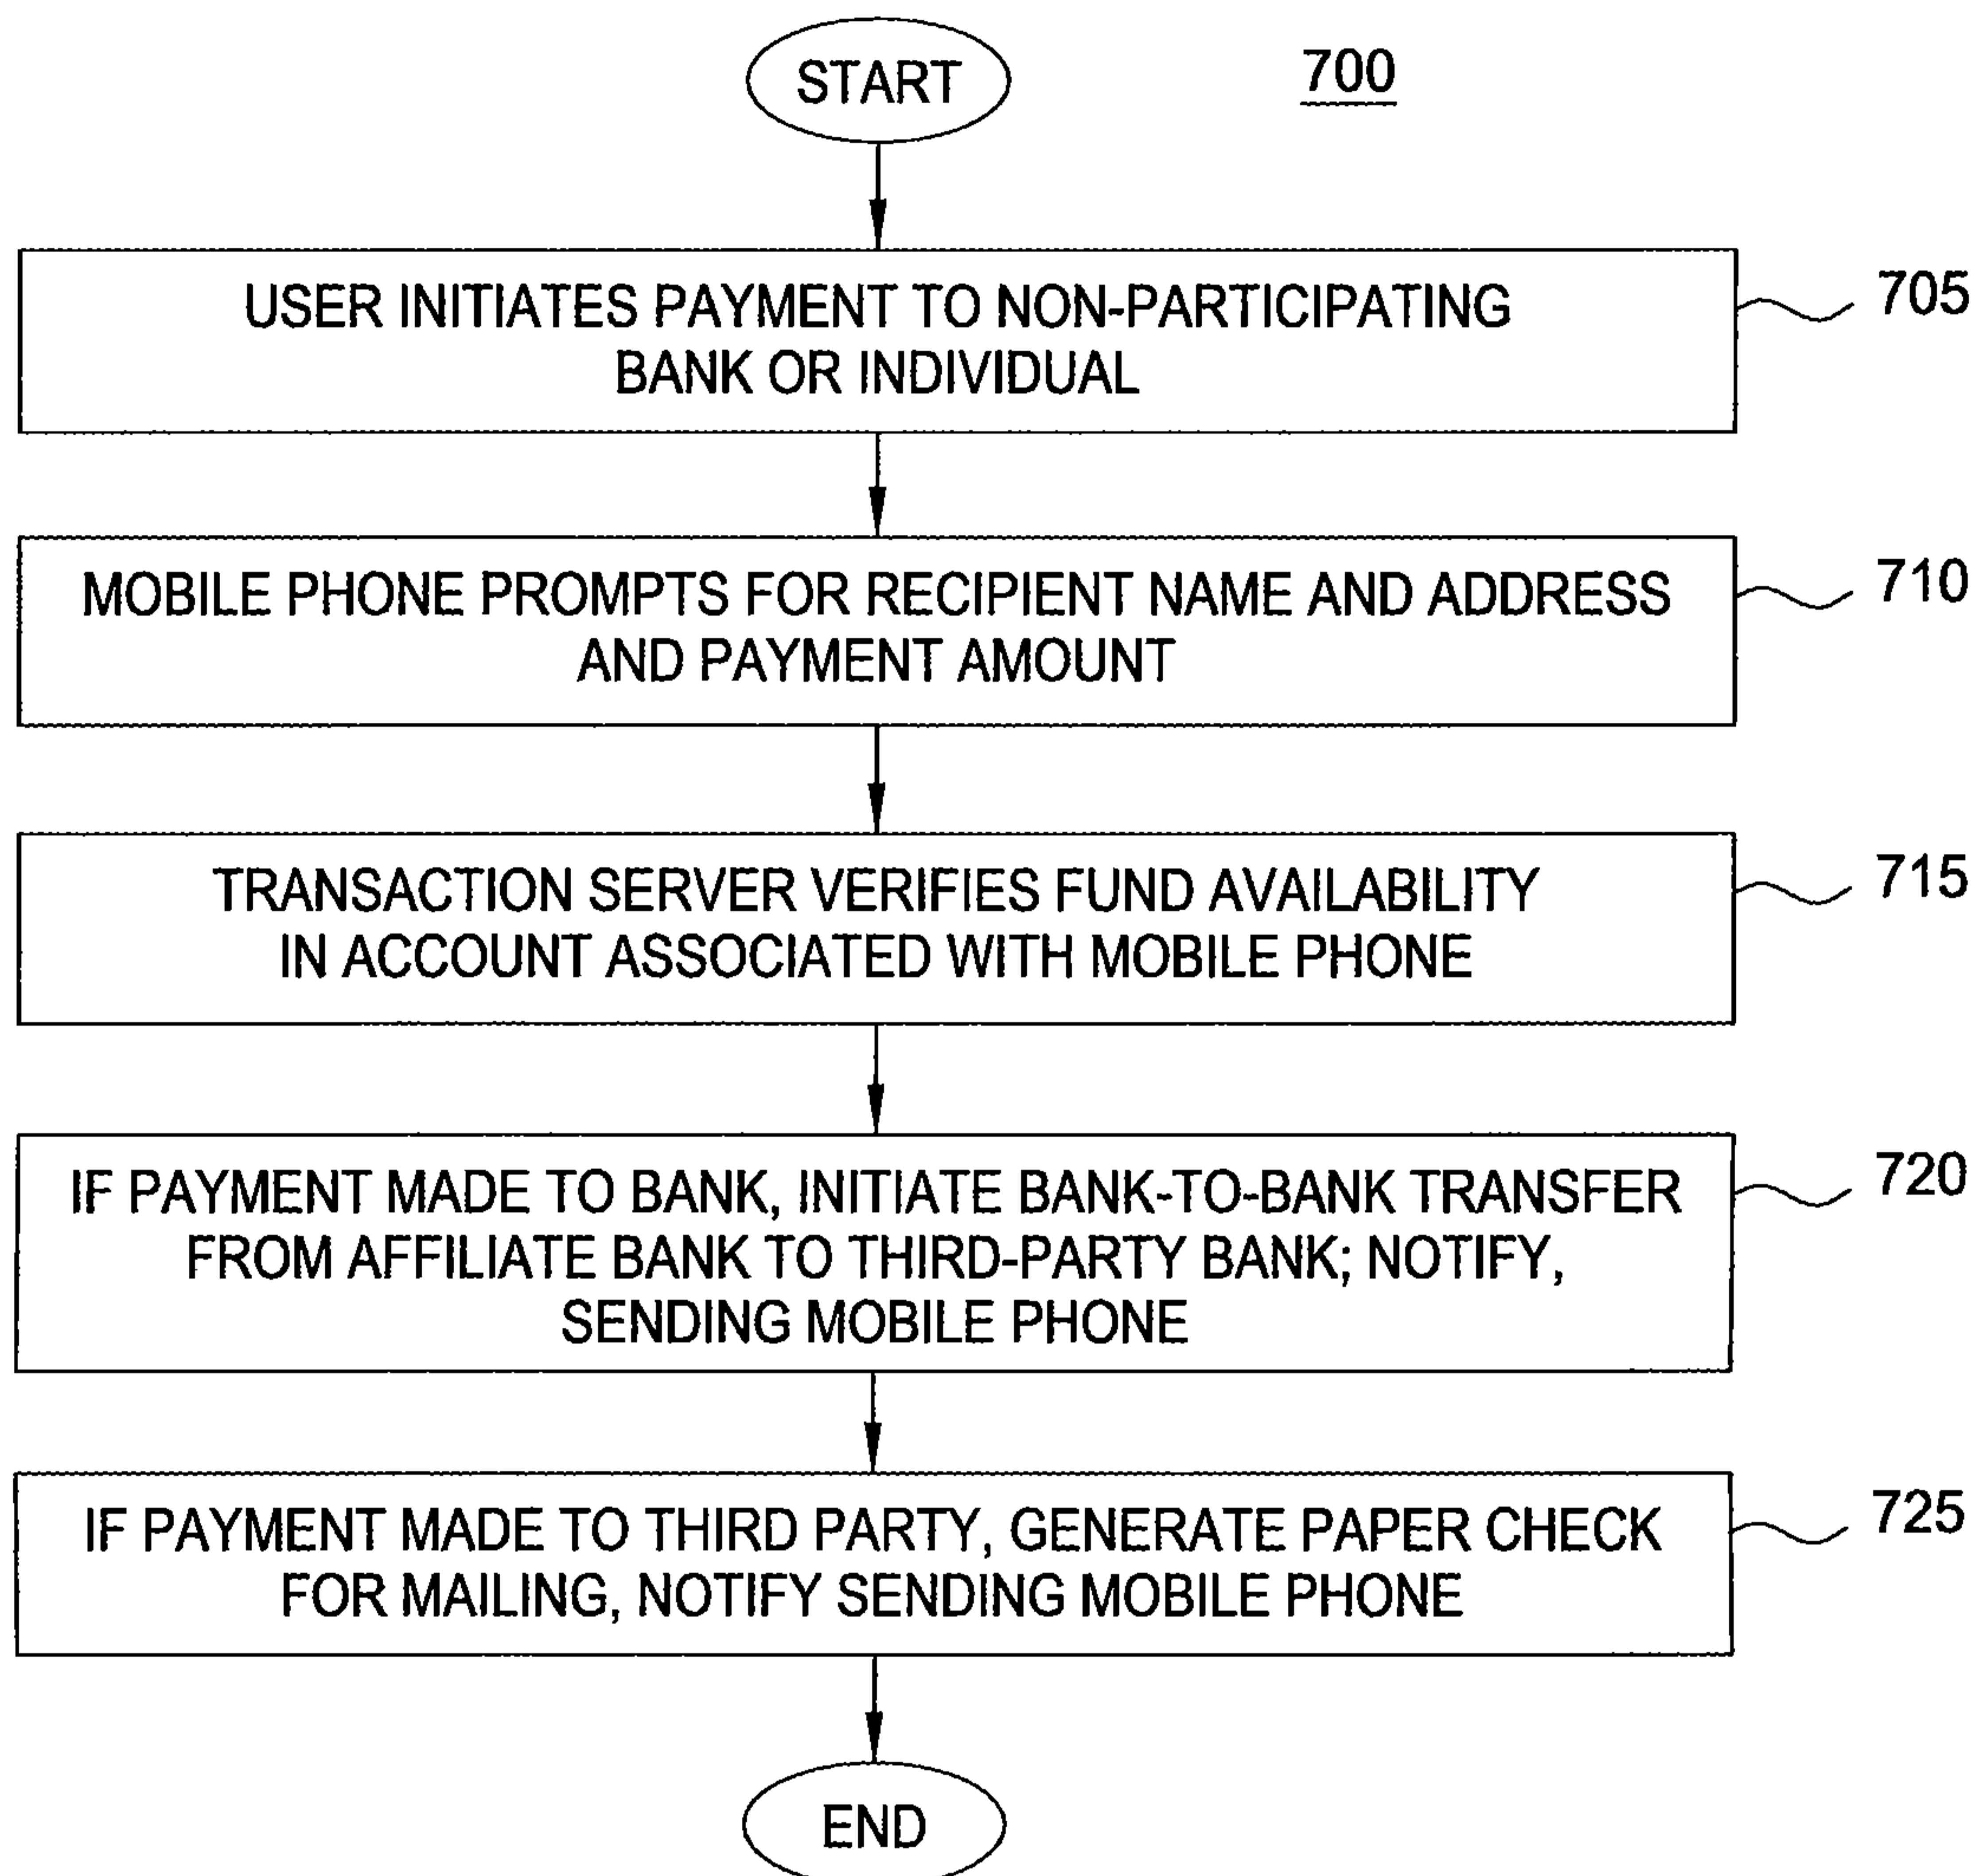 START
700
USER INITIATES PAYMENT TO NON-PARTICIPATING
BANK OR INDIVIDUAL
705
MOBILE PHONE PROMPTS FOR RECIPIENT NAME AND ADDRESS
AND PAYMENT AMOUNT
710
TRANSACTION SERVER VERIFIES FUND AVAILABILITY
IN ACCOUNT ASSOCIATED WITH MOBILE PHONE
715
IF PAYMENT MADE TO BANK, INITIATE BANK-TO-BANK TRANSFER
FROM AFFILIATE BANK TO THIRD-PARTY BANK; NOTIFY,
SENDING MOBILE PHONE
720
IF PAYMENT MADE TO THIRD PARTY, GENERATE PAPER CHECK
FOR MAILING, NOTIFY SENDING MOBILE PHONE
725
END